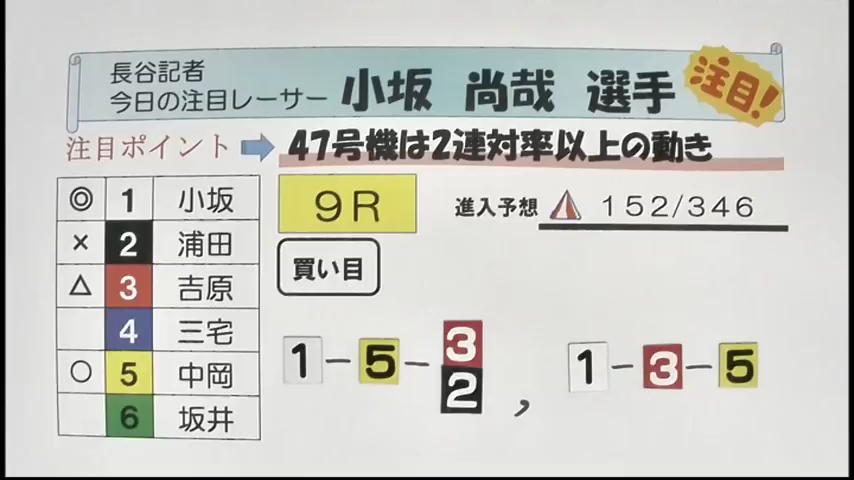 長谷記者
今日の注目レーサー 小坂 尚哉 選手 注目!
注目ポイント 47号機は2連対率以上の動き
◎ 1 小坂
× 2 浦田
△ 3 吉原
4 三宅
○ 5 中岡
6 坂井
9R
進入予想 152/346
買い目
1-5-3
2
, 1-3-5